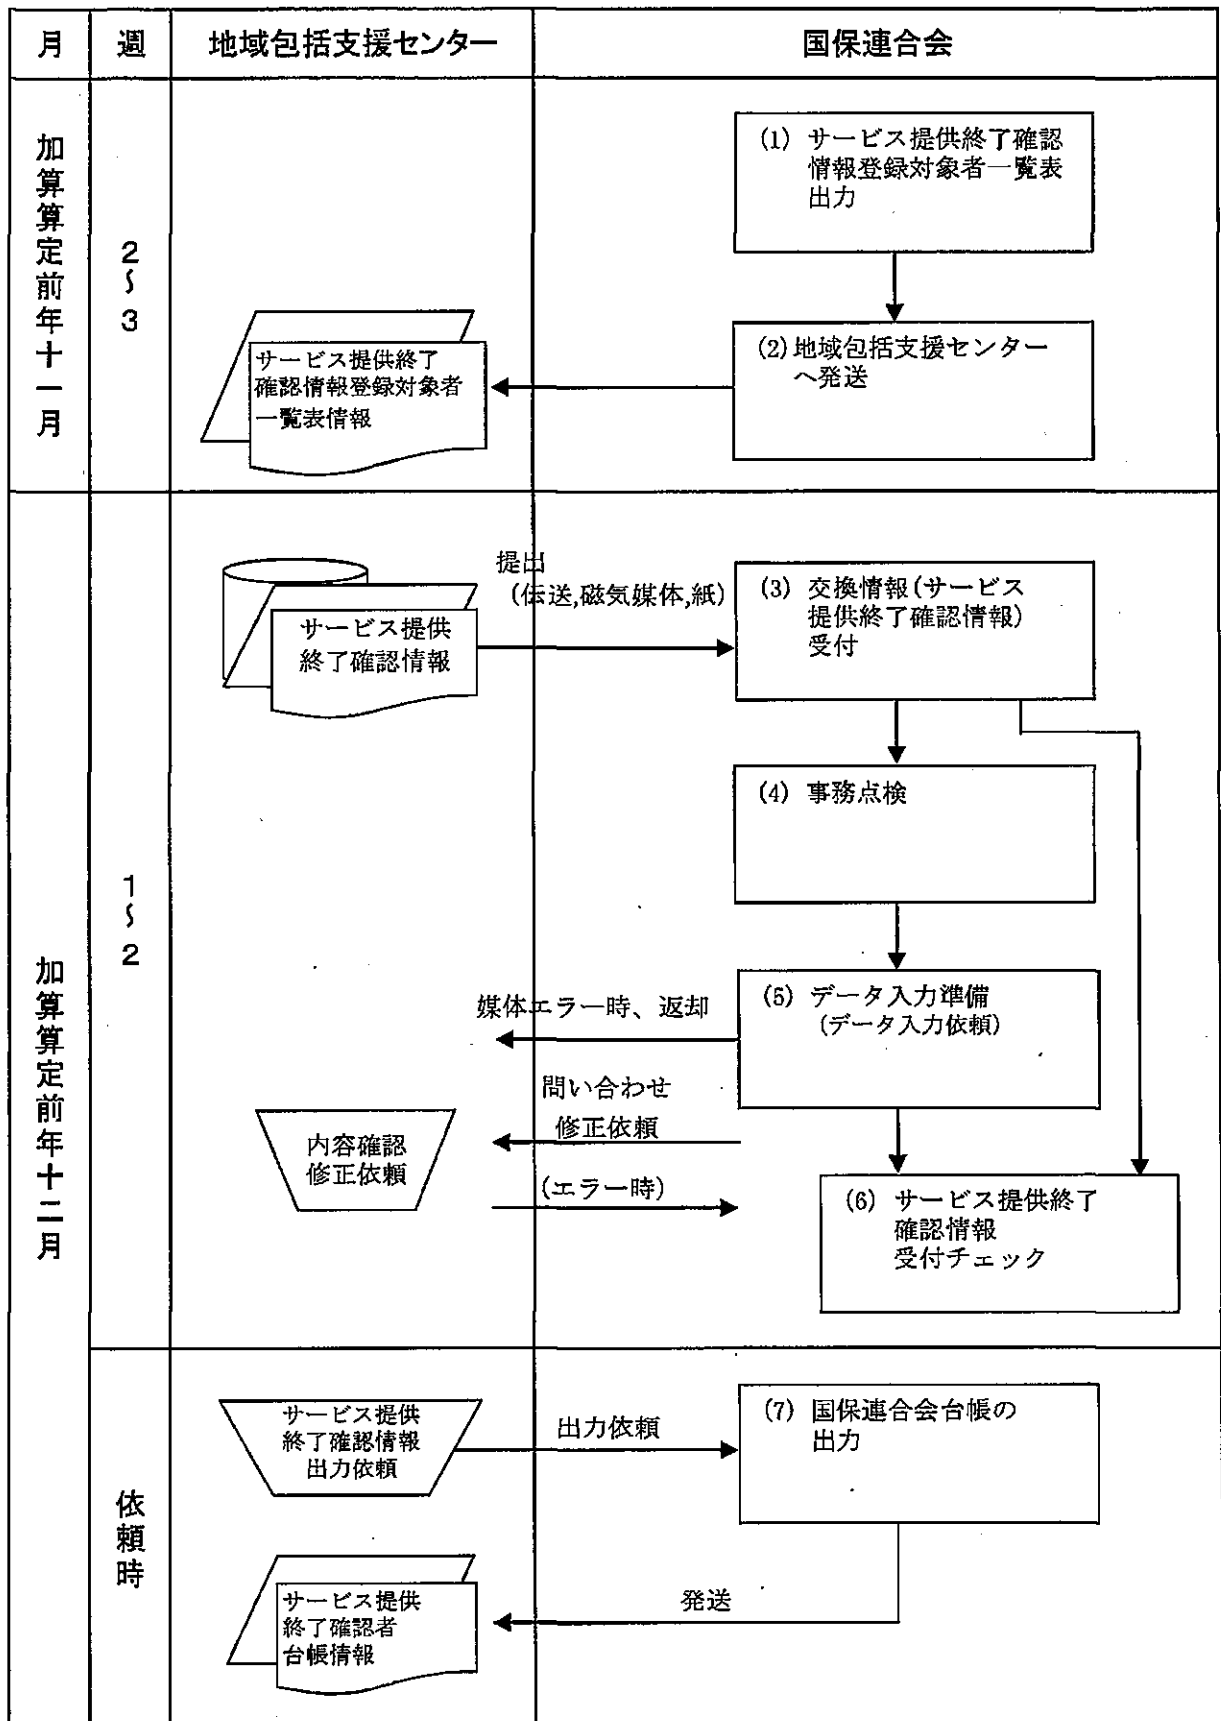 月
週
地域包括支援センター
国保連合会
加算算定前年十一月
2～3
(1) サービス提供終了確認
情報登録対象者一覧表
出力
(2)地域包括支援センター
へ発送
サービス提供終了
確認情報登録対象者
一覧表情報
加算算定前年十二月
1～2
提出
(伝送,磁気媒体,紙)
サービス提供
終了確認情報
(3) 交換情報(サービス
提供終了確認情報)
受付
(4) 事務点検
(5) データ入力準備
(データ入力依頼)
媒体エラー時、返却
問い合わせ
修正依頼
(エラー時)
内容確認
修正依頼
(6) サービス提供終了
確認情報
受付チェック
依頼時
サービス提供
終了確認情報
出力依頼
出力依頼
(7) 国保連合会台帳の
出力
発送
サービス提供
終了確認者
台帳情報